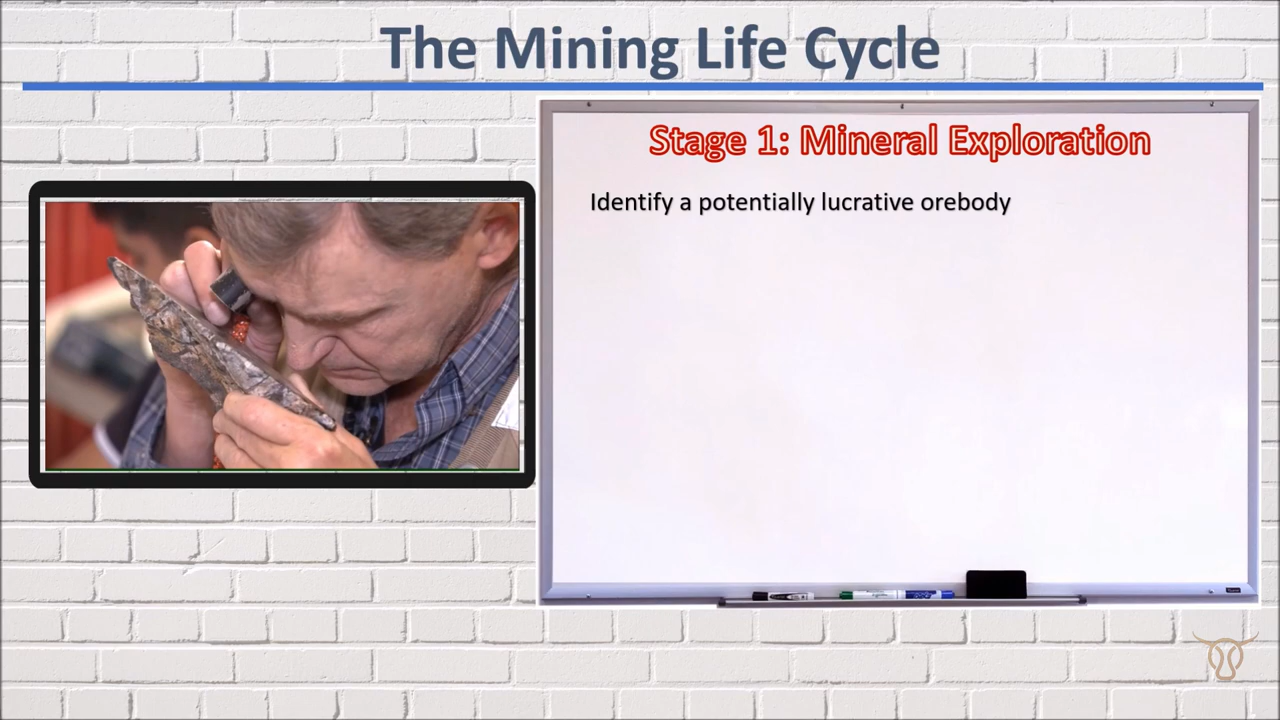 The Mining Life Cycle
Stage 1: Mineral Exploration
Identify a potentially lucrative orebody